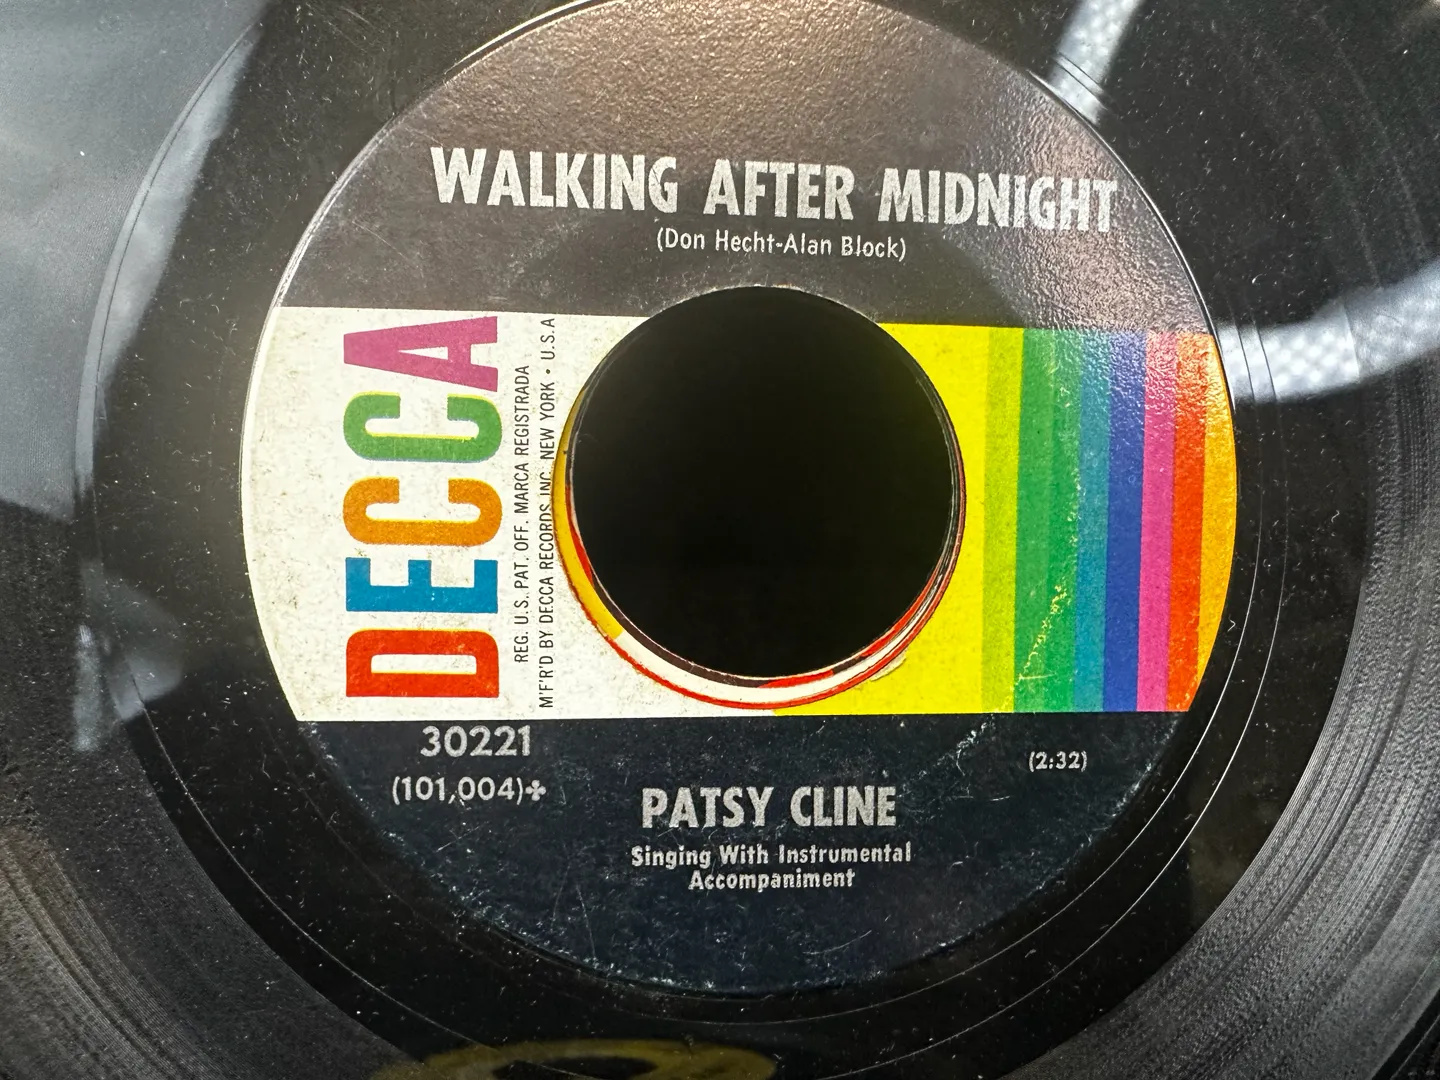 WALKING AFTER MIDNIGHT
(Don Hecht-Alan Block)
DECCA
REG. U.S. PAT. OFF. MARCA REGISTRADA
M'F'R'D BY DECCA RECORDS INC. NEW YORK • U.S.A
30221
(101,004)✤
(2:32)
PATSY CLINE
Singing With Instrumental
Accompaniment